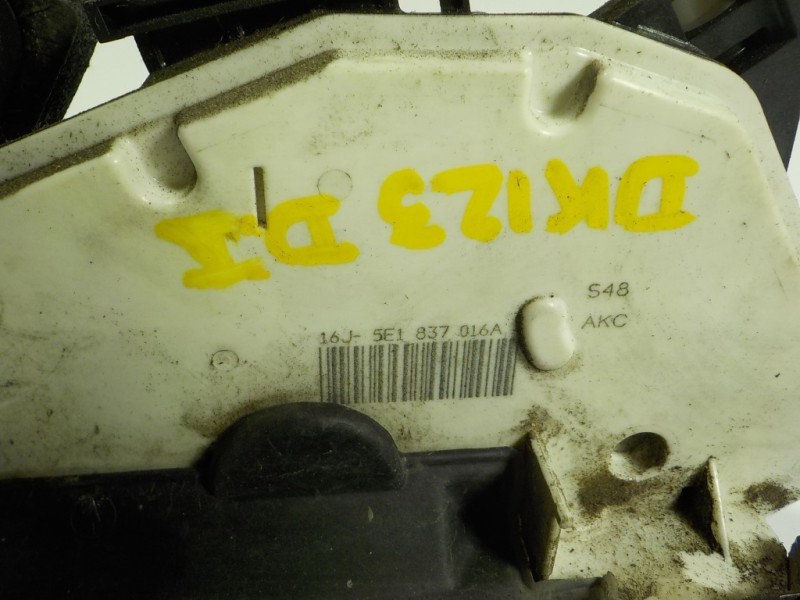 DK123 DI
S48
AKC
16J- 5E1 837 016A